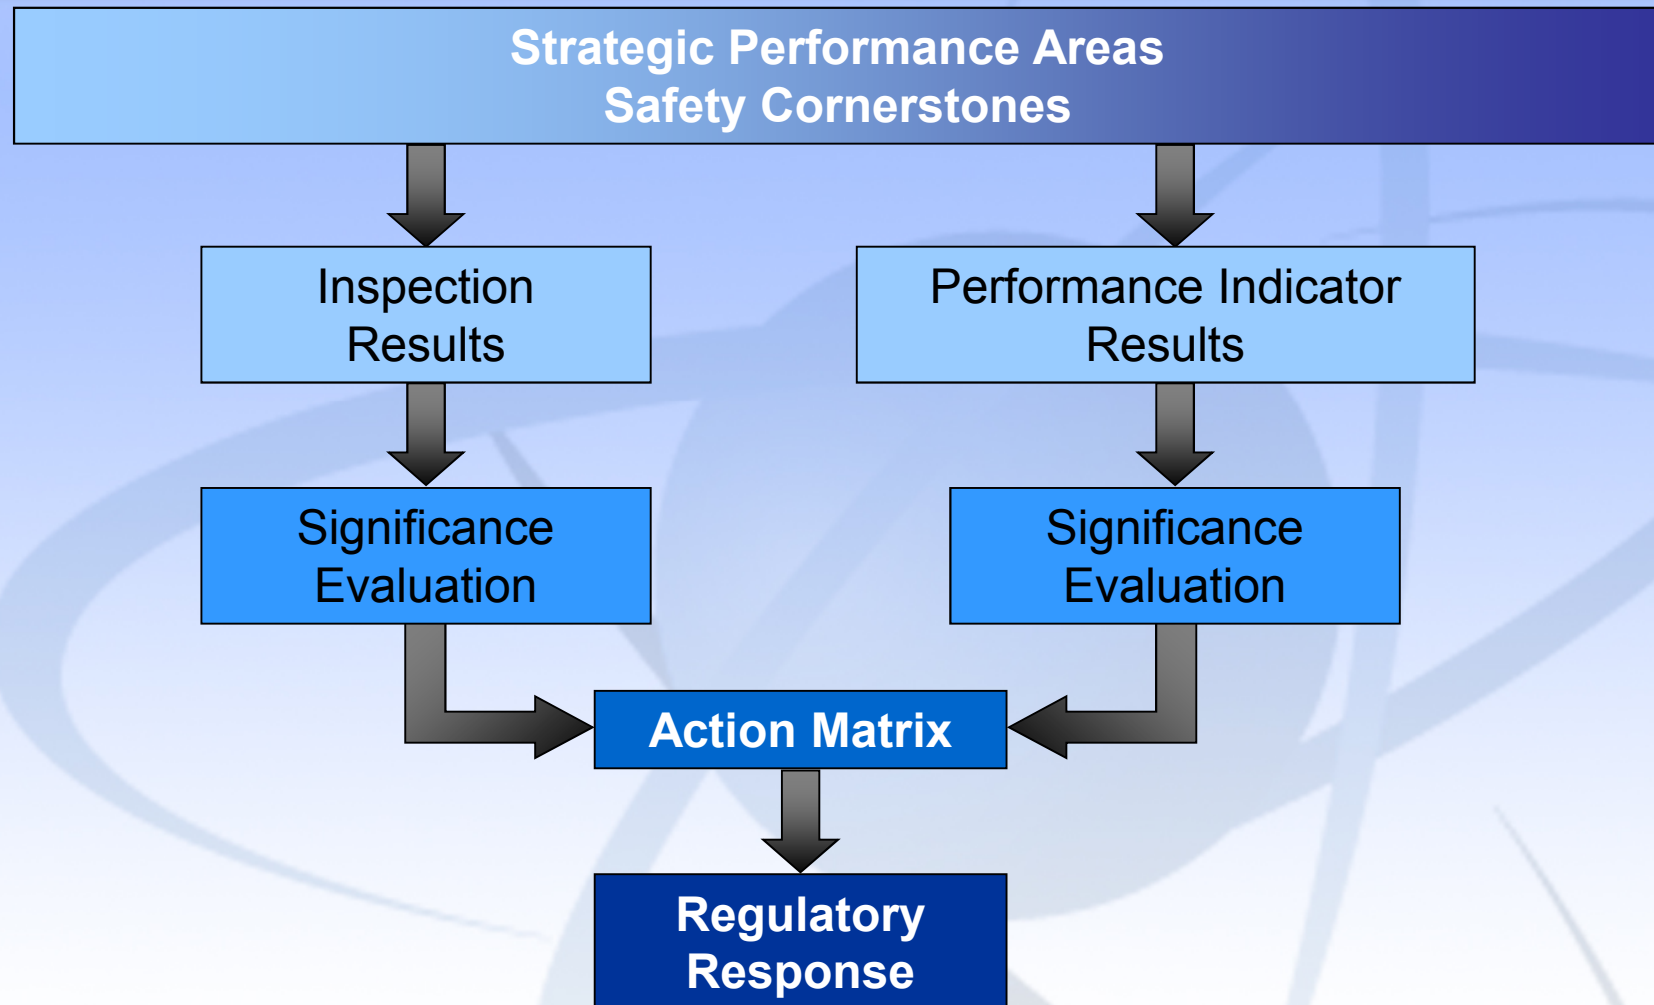 Strategic Performance Areas
Safety Cornerstones
Inspection
Results
Performance Indicator
Results
Significance
Evaluation
Significance
Evaluation
Action Matrix
Regulatory
Response